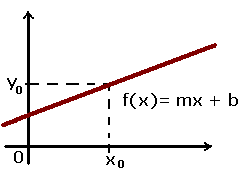 y₀
f(x)= mx + b
0
x₀